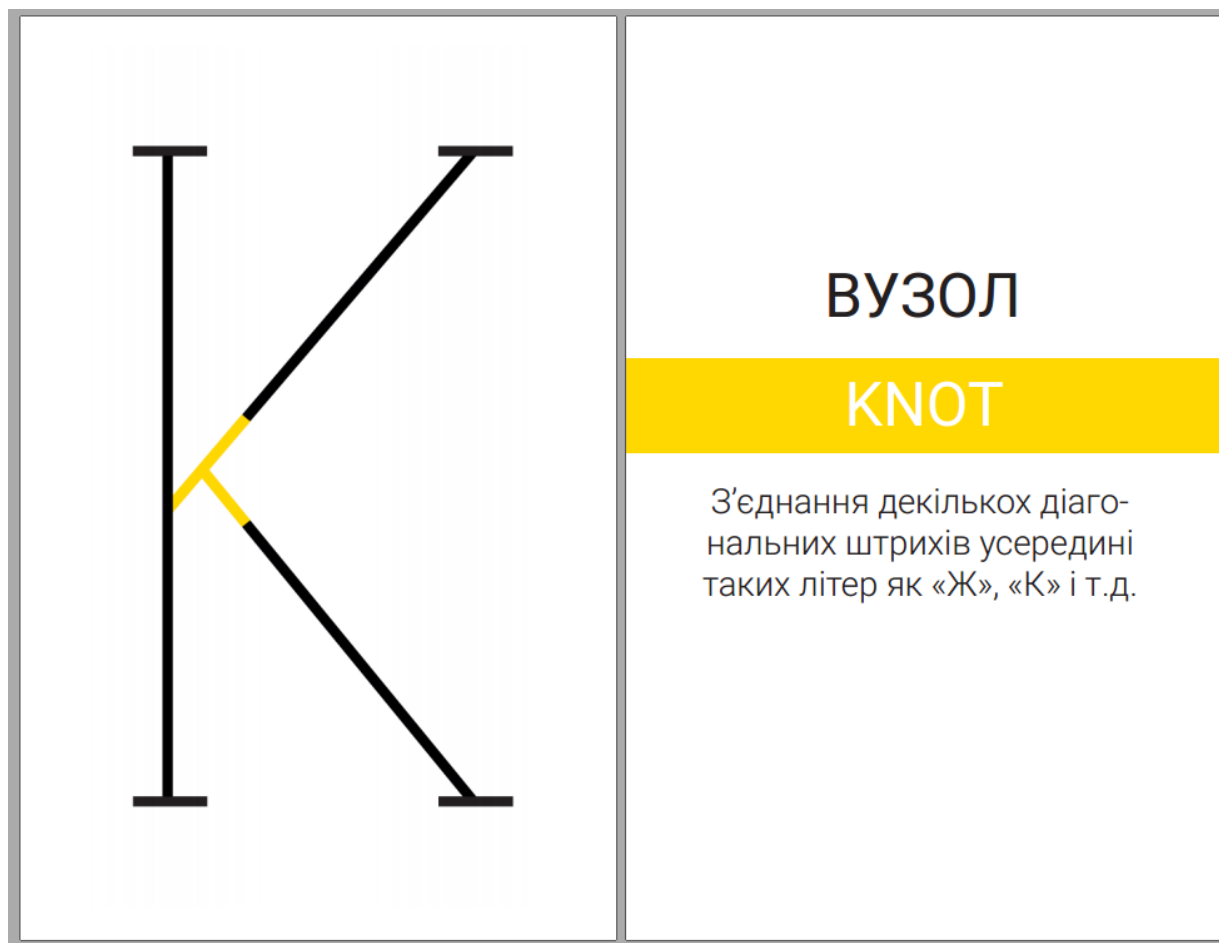 К
ВУЗОЛ
KNOT
З’єднання декількох діаго-
нальних штрихів усередині
таких літер як «Ж», «К» і т.д.